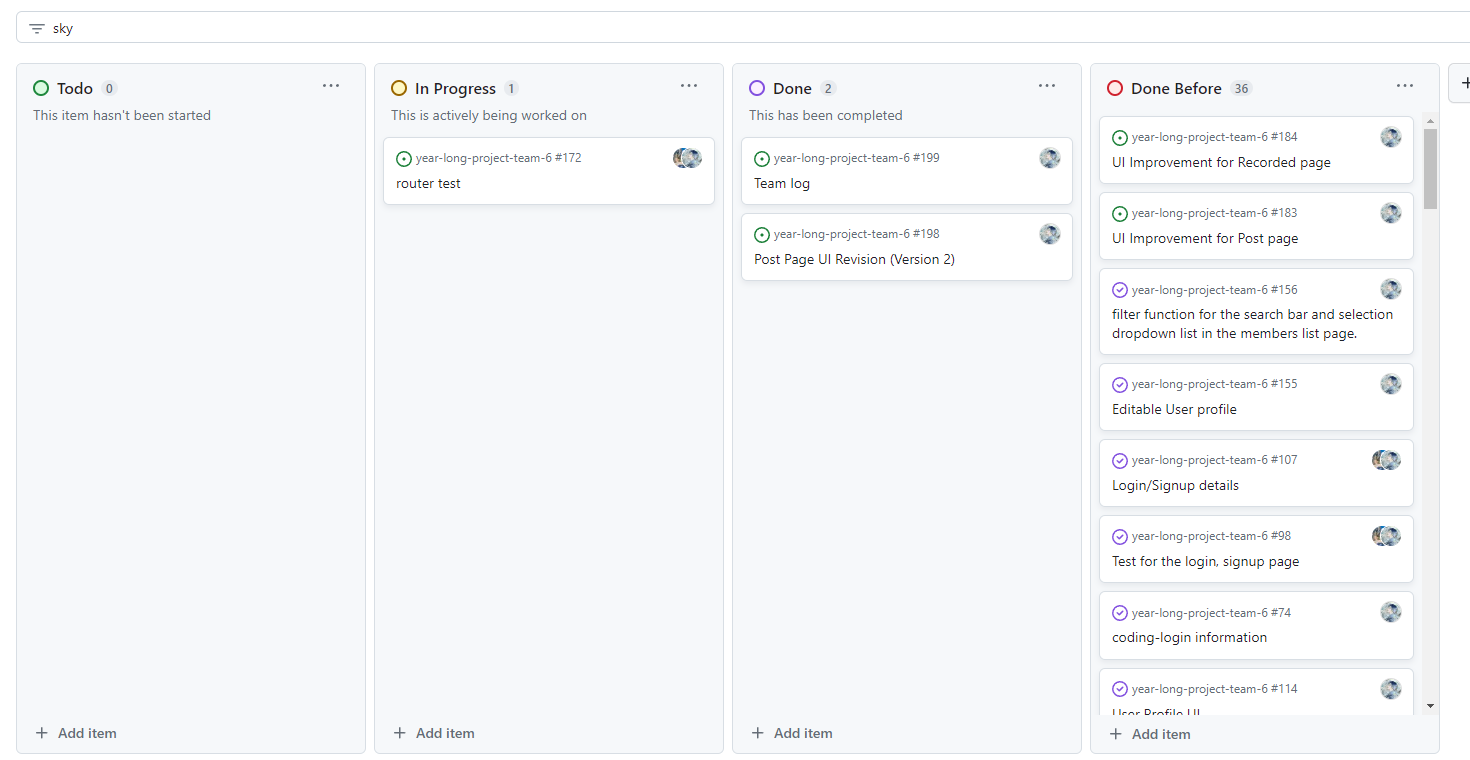 sky
Todo 0
This item hasn't been started
Add item
In Progress 1
This is actively being worked on
year-long-project-team-6 #172
router test
Add item
Done 2
This has been completed
year-long-project-team-6 #199
Team log
year-long-project-team-6 #198
Post Page UI Revision (Version 2)
Add item
Done Before 36
year-long-project-team-6 #184
UI Improvement for Recorded page
year-long-project-team-6 #183
UI Improvement for Post page
year-long-project-team-6 #156
filter function for the search bar and selection
dropdown list in the members list page.
year-long-project-team-6 #155
Editable User profile
year-long-project-team-6 #107
Login/Signup details
year-long-project-team-6 #98
Test for the login, signup page
year-long-project-team-6 #74
coding-login information
year-long-project-team-6 #114
User Profile UI
Add item